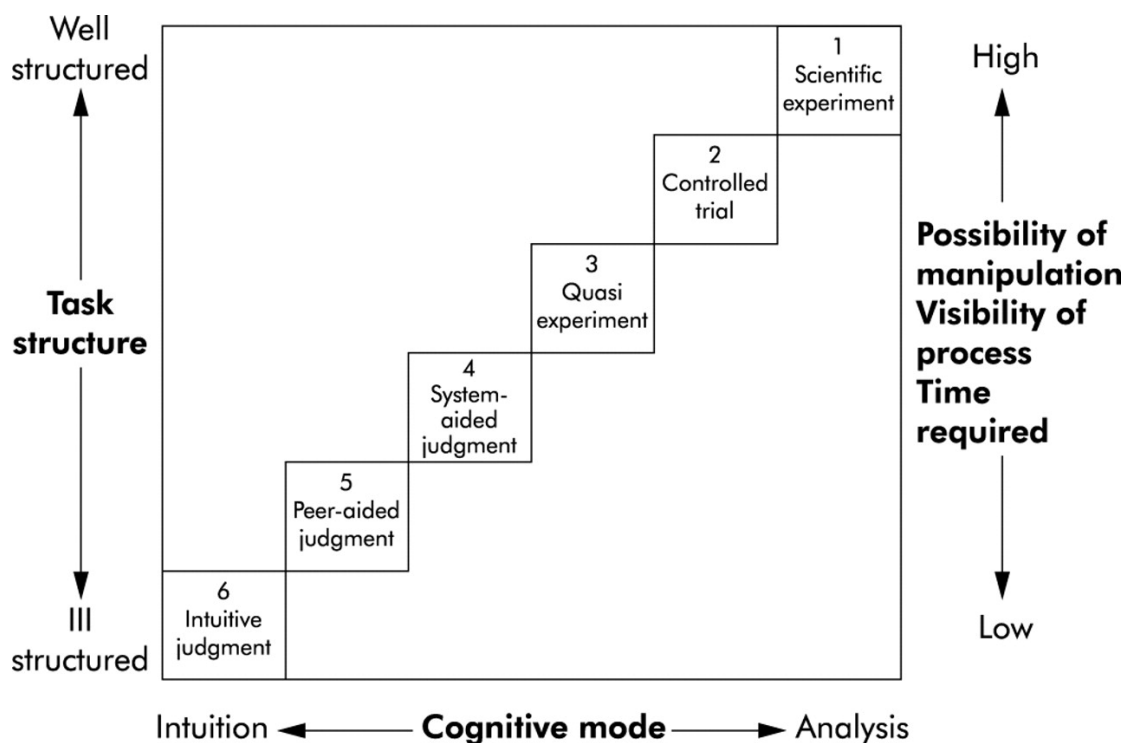 Well
structured
Task
structure
Ill
structured
1
Scientific
experiment
2
Controlled
trial
3
Quasi
experiment
4
System-
aided
judgment
5
Peer-aided
judgment
6
Intuitive
judgment
High
Possibility of
manipulation
Visibility of
process
Time
required
Low
Intuition
Cognitive mode
Analysis